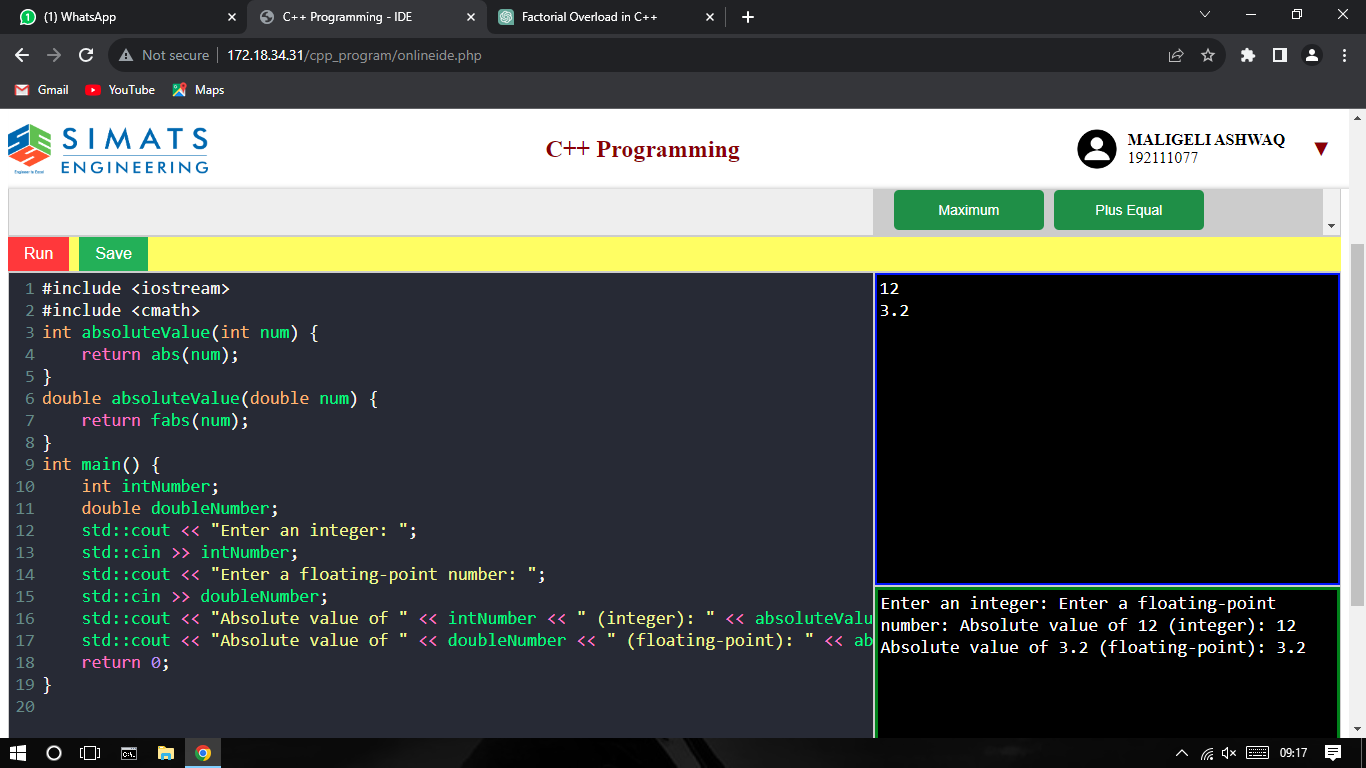 (1) WhatsApp
C++ Programming - IDE
Factorial Overload in C++
Not secure
172.18.34.31/cpp_program/onlineide.php
Gmail
YouTube
Maps
SIMATS
ENGINEERING
Engineer to Excel
C++ Programming
MALIGELI ASHWAQ
192111077
Maximum
Plus Equal
Run
Save
1 #include <iostream>
2 #include <cmath>
3 int absoluteValue(int num) {
4     return abs(num);
5 }
6 double absoluteValue(double num) {
7     return fabs(num);
8 }
9 int main() {
10     int intNumber;
11     double doubleNumber;
12     std::cout << "Enter an integer: ";
13     std::cin >> intNumber;
14     std::cout << "Enter a floating-point number: ";
15     std::cin >> doubleNumber;
16     std::cout << "Absolute value of " << intNumber << " (integer): " << absoluteValu
17     std::cout << "Absolute value of " << doubleNumber << " (floating-point): " << ab
18     return 0;
19 }
20
12
3.2
Enter an integer: Enter a floating-point
number: Absolute value of 12 (integer): 12
Absolute value of 3.2 (floating-point): 3.2
09:17